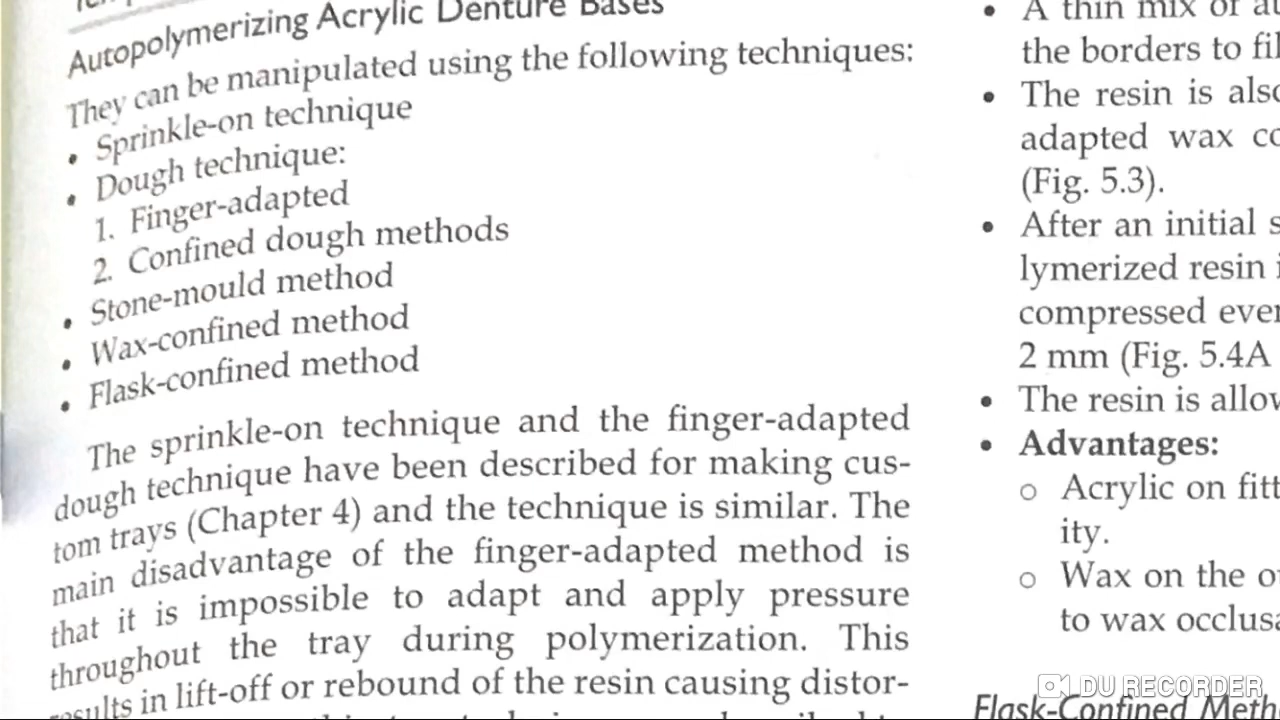 Autopolymerizing Acrylic Denture Bases
They can be manipulated using the following techniques:
• Sprinkle-on technique
• Dough technique:
1. Finger-adapted
2. Confined dough methods
• Stone-mould method
• Wax-confined method
• Flask-confined method
The sprinkle-on technique and the finger-adapted
dough technique have been described for making cus-
tom trays (Chapter 4) and the technique is similar. The
main disadvantage of the finger-adapted method is
that it is impossible to adapt and apply pressure
throughout the tray during polymerization. This
results in lift-off or rebound of the resin causing distor-
• A thin mix of
the borders to
• The resin is
adapted wax
(Fig. 5.3).
• After an initial
lymerized resin
compressed
2 mm (Fig. 5.4A
• The resin is
• Advantages:
○ Acrylic on
ity.
○ Wax on the
to wax
Flask-Confined
DU RECORDER